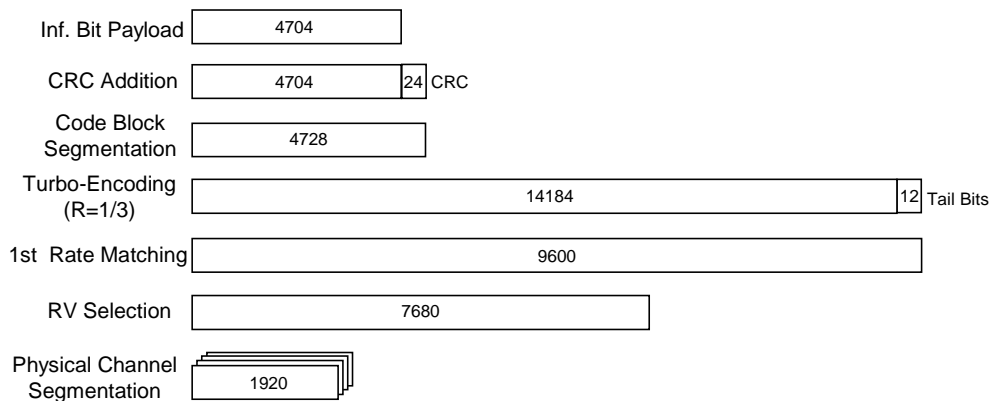 Inf. Bit Payload 4704
CRC Addition 4704 24 CRC
Code Block
Segmentation
4728
Turbo-Encoding
(R=1/3)
14184 12 Tail Bits
1st Rate Matching 9600
RV Selection 7680
Physical Channel
Segmentation
1920